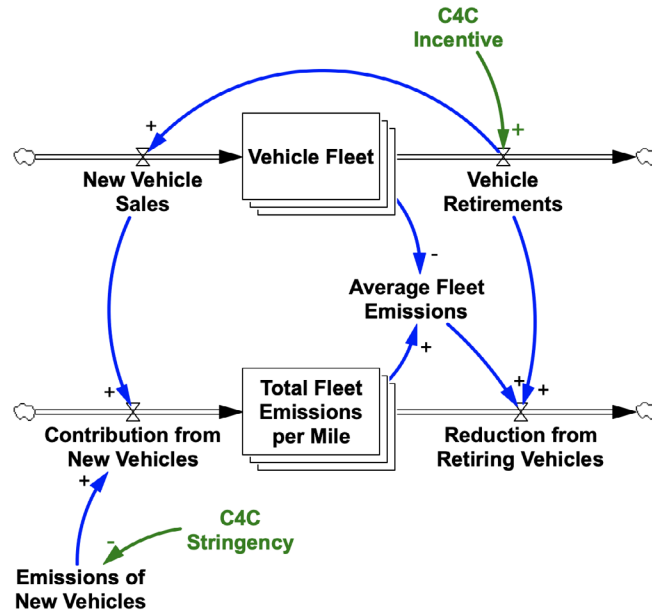 C4C
Incentive
+
+
Vehicle Fleet
New Vehicle
Sales
Vehicle
Retirements
-
Average Fleet
Emissions
+
+
+
+
Total Fleet
Emissions
per Mile
Contribution from
New Vehicles
Reduction from
Retiring Vehicles
+
C4C
Stringency
-
Emissions of
New Vehicles